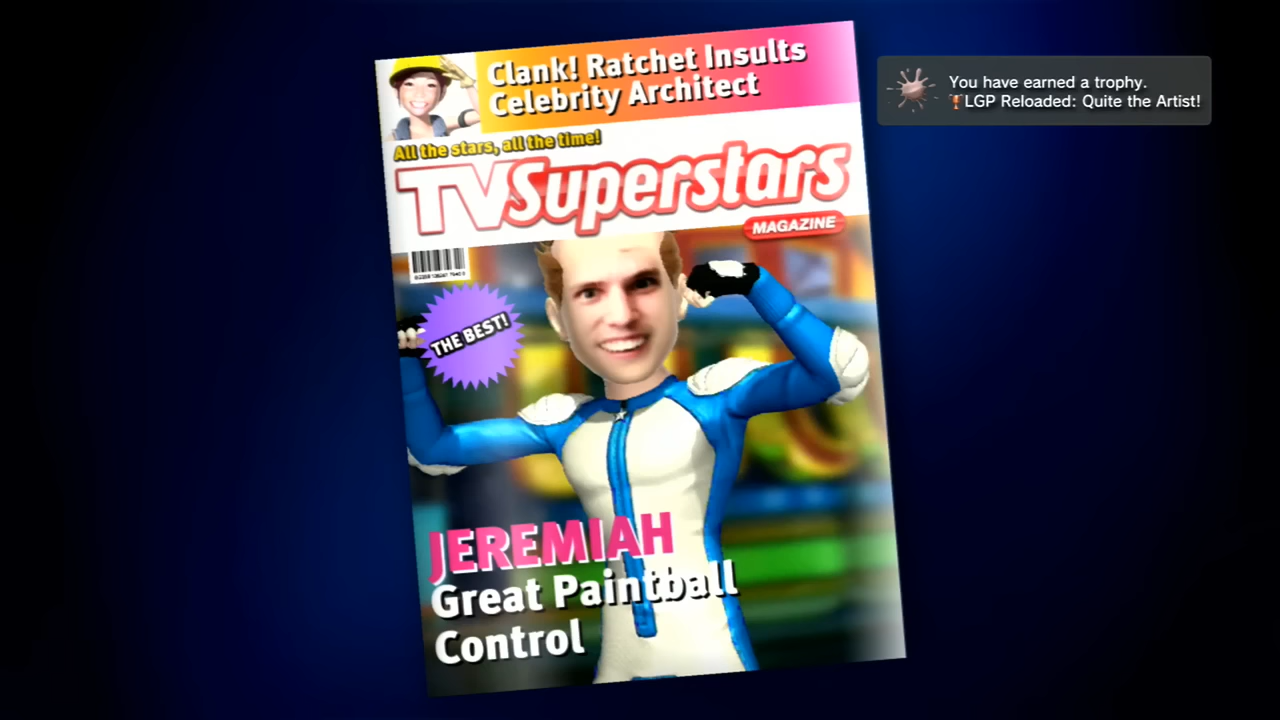 Clank! Ratchet Insults
Celebrity Architect
You have earned a trophy.
LGP Reloaded: Quite the Artist!
All the stars, all the time!
TV Superstars
MAGAZINE
THE BEST!
JEREMIAH
Great Paintball
Control